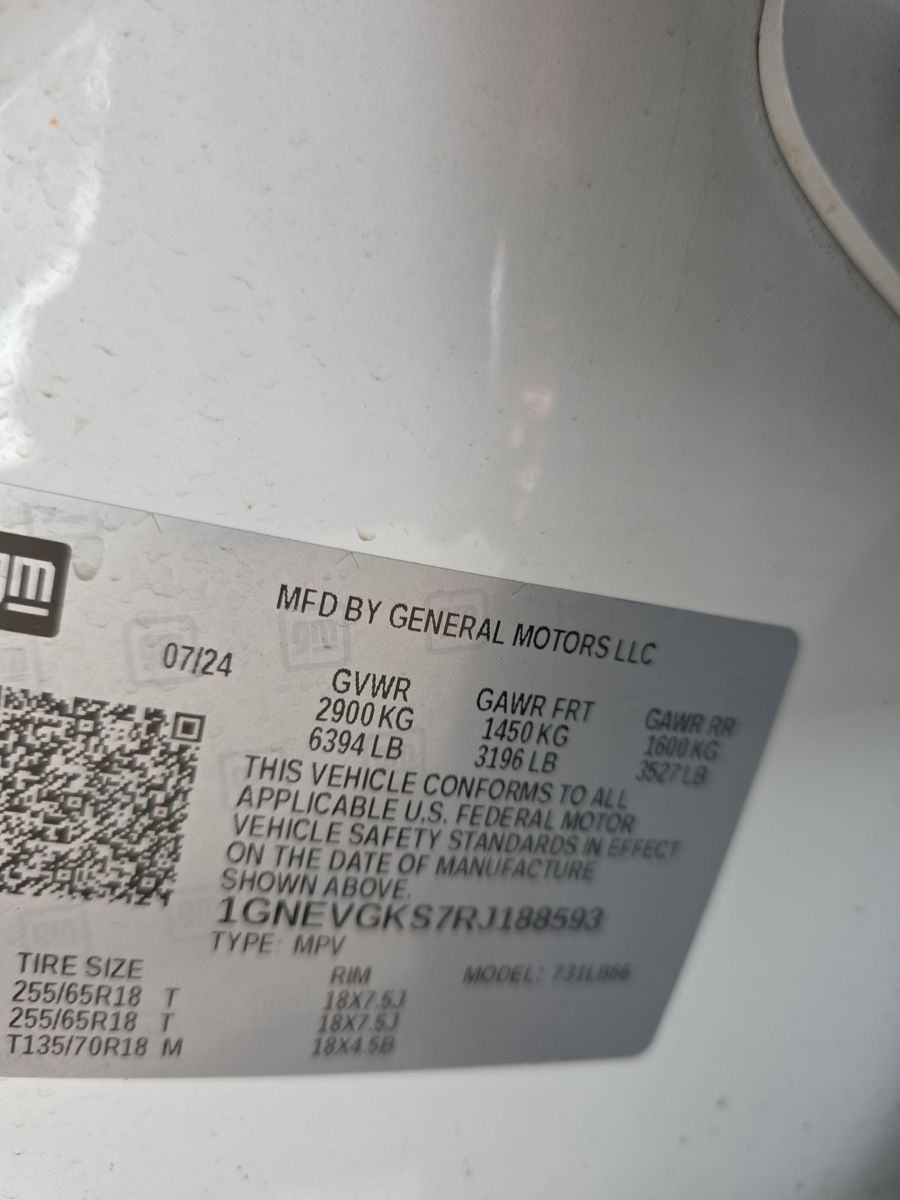 gm
MFD BY GENERAL MOTORS LLC
07/24
GVWR GAWR FRT GAWR RR
2900 KG 1450 KG 1600 KG
6394 LB 3196 LB 3527 LB
THIS VEHICLE CONFORMS TO ALL
APPLICABLE U.S. FEDERAL MOTOR
VEHICLE SAFETY STANDARDS IN EFFECT
ON THE DATE OF MANUFACTURE
SHOWN ABOVE.
1GNEVGKS7RJ188593
TYPE: MPV
TIRE SIZE RIM MODEL: 731LB56
255/65R18 T 18X7.5J
255/65R18 T 18X7.5J
T135/70R18 M 18X4.5B